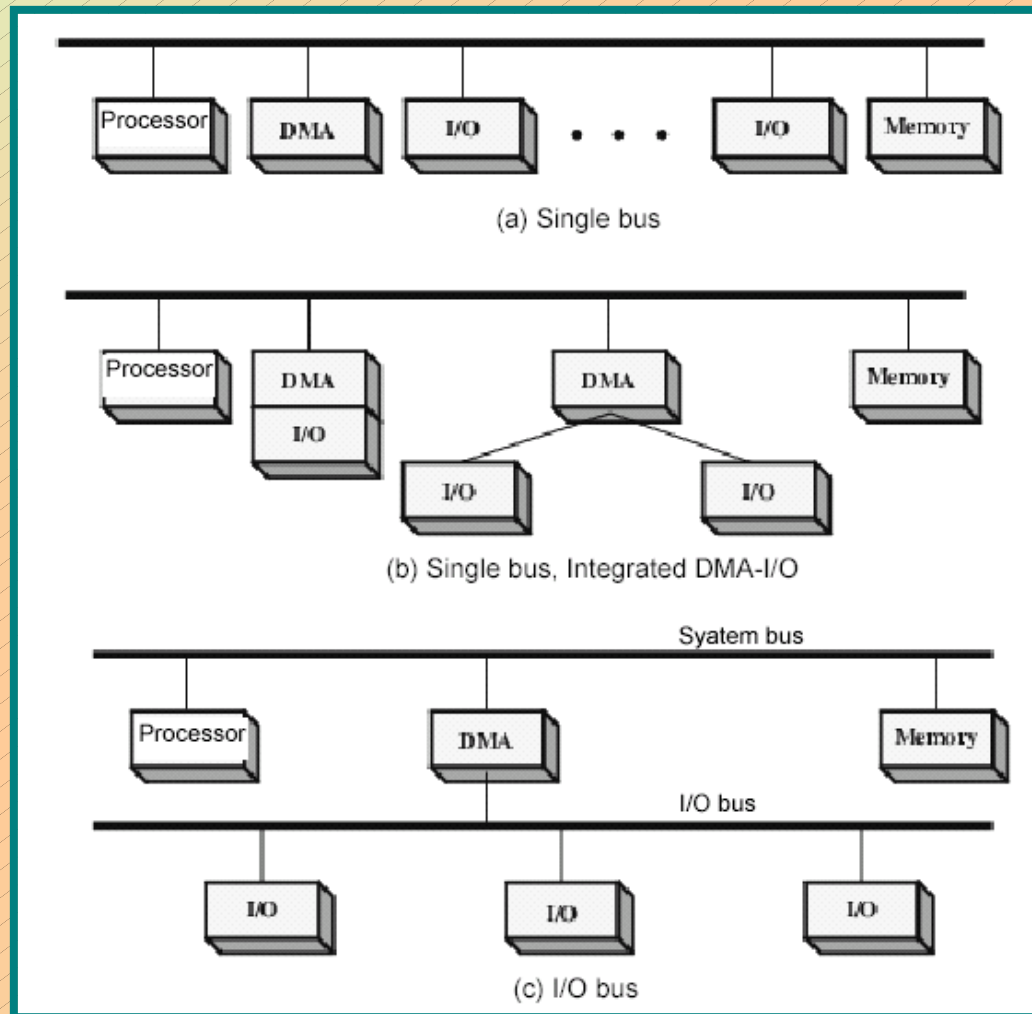 Processor DMA I/O • • • I/O Memory
(a) Single bus
Processor DMA DMA Memory
I/O
I/O I/O
(b) Single bus, Integrated DMA-I/O
Syatem bus
Processor DMA Memory
I/O bus
I/O I/O I/O
(c) I/O bus